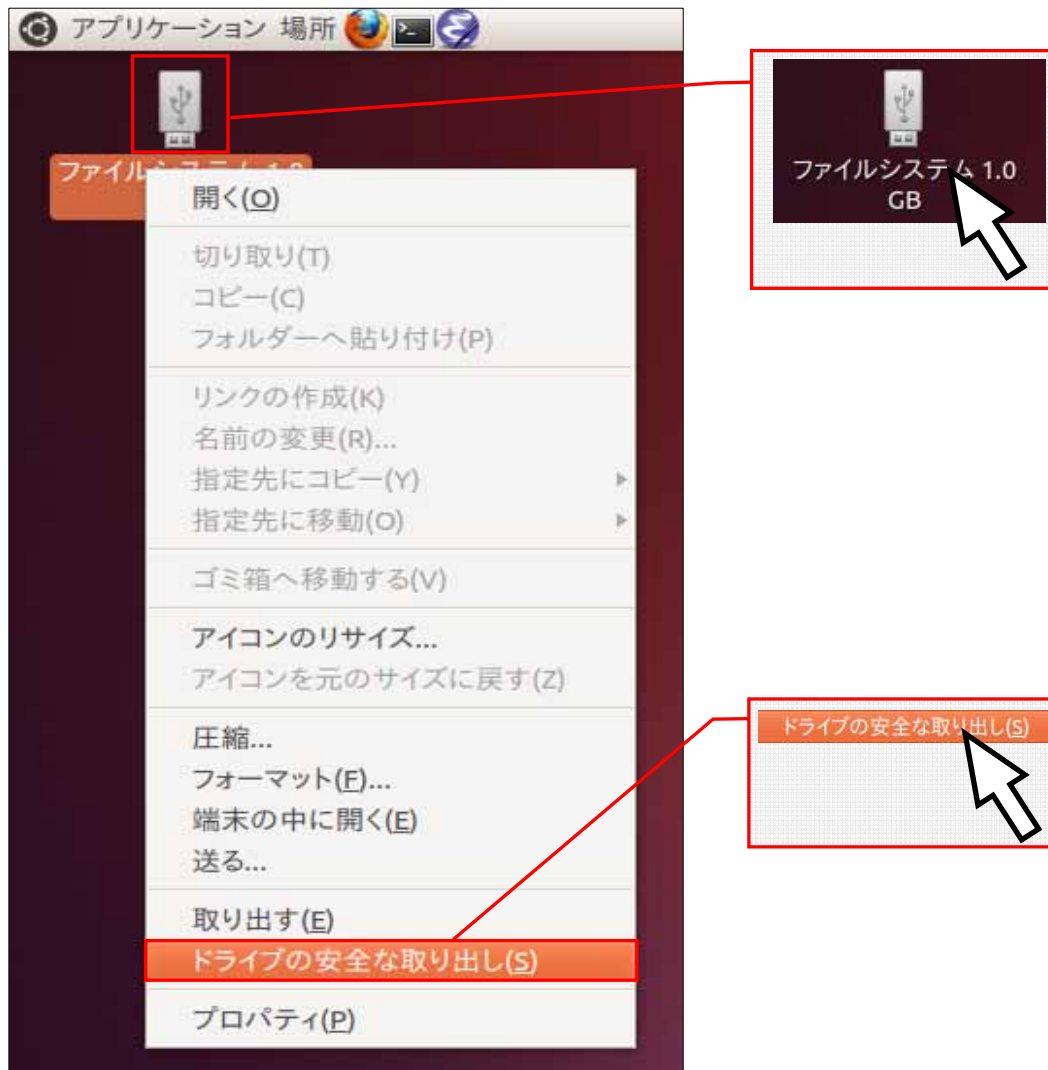 アプリケーション 場所
ファイル
開く(O)
切り取り(T)
コピー(C)
フォルダーへ貼り付け(P)
リンクの作成(K)
名前の変更(R)...
指定先にコピー(Y)
指定先に移動(O)
ゴミ箱へ移動する(V)
アイコンのリサイズ...
アイコンを元のサイズに戻す(Z)
圧縮...
フォーマット(F)...
端末の中に開く(E)
送る...
取り出す(E)
ドライブの安全な取り出し(S)
プロパティ(P)
ファイルシステム 1.0
GB
ドライブの安全な取り出し(S)